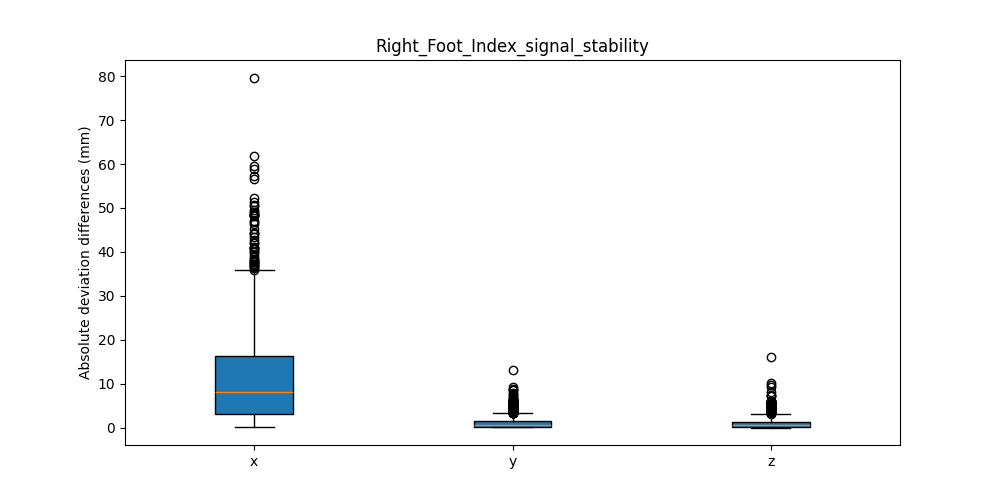 Right_Foot_Index_signal_stability
Absolute deviation differences (mm)
80
70
60
50
40
30
20
10
0
x
y
z